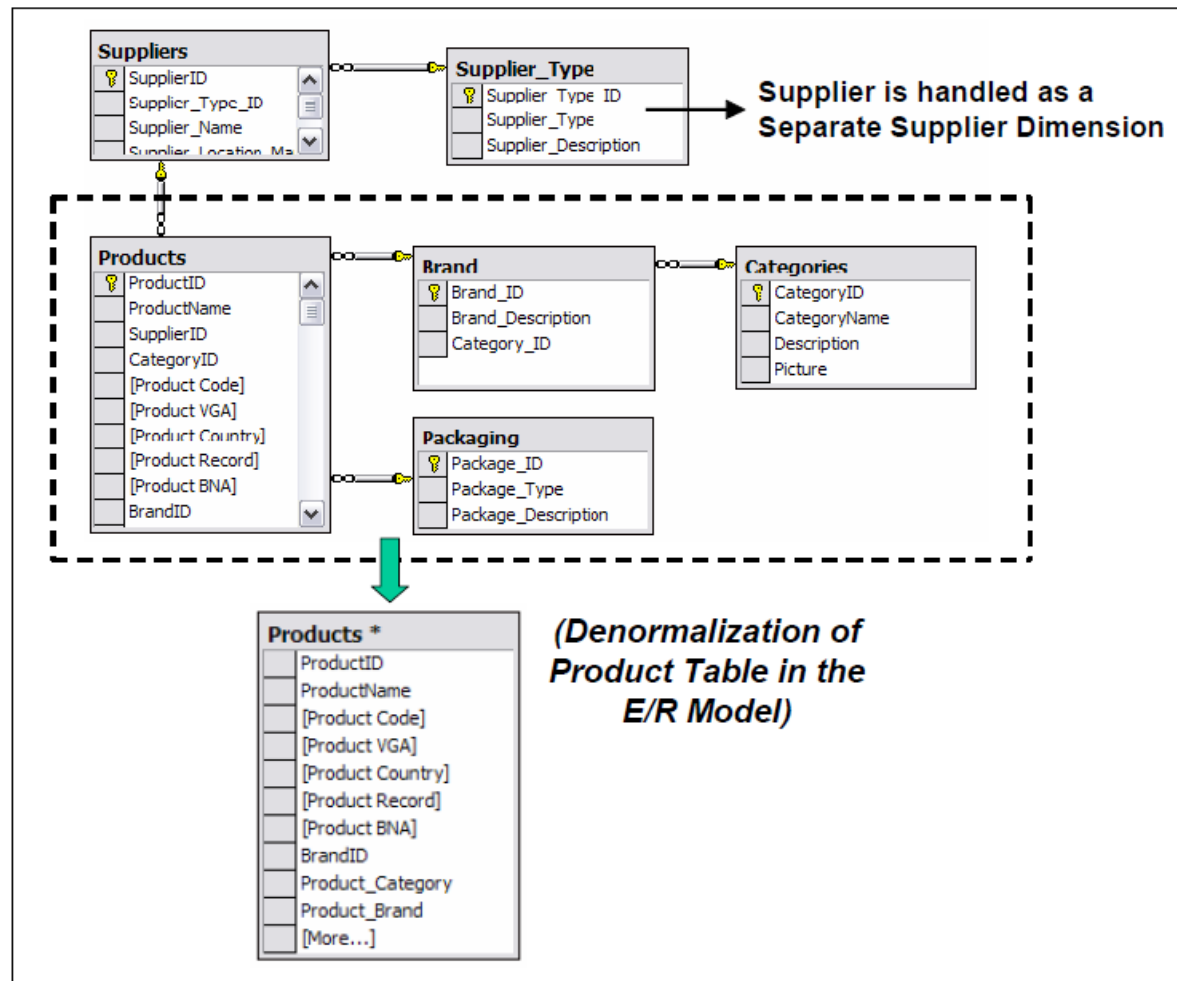 Suppliers
SupplierID
Supplier_Type_ID
Supplier_Name
Supplier_Location_Ma
Supplier_Type
Supplier_Type_ID
Supplier_Type
Supplier_Description
Supplier is handled as a
Separate Supplier Dimension
Products
ProductID
ProductName
SupplierID
CategoryID
[Product Code]
[Product VGA]
[Product Country]
[Product Record]
[Product BNA]
BrandID
Brand
Brand_ID
Brand_Description
Category_ID
Categories
CategoryID
CategoryName
Description
Picture
Packaging
Package_ID
Package_Type
Package_Description
Products *
ProductID
ProductName
[Product Code]
[Product VGA]
[Product Country]
[Product Record]
[Product BNA]
BrandID
Product_Category
Product_Brand
[More...]
(Denormalization of
Product Table in the
E/R Model)